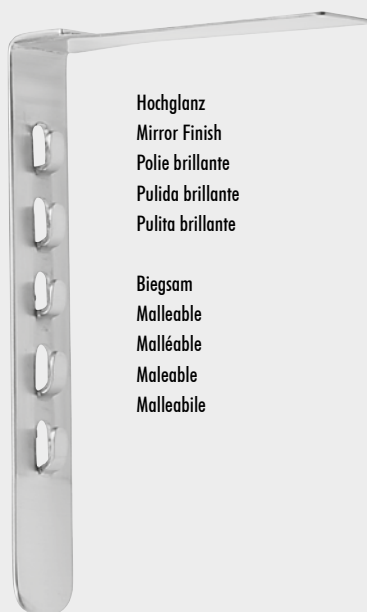 Hochglanz
Mirror Finish
Polie brillante
Pulida brillante
Pulita brillante
Biegsam
Malleable
Malléable
Maleable
Malleabile